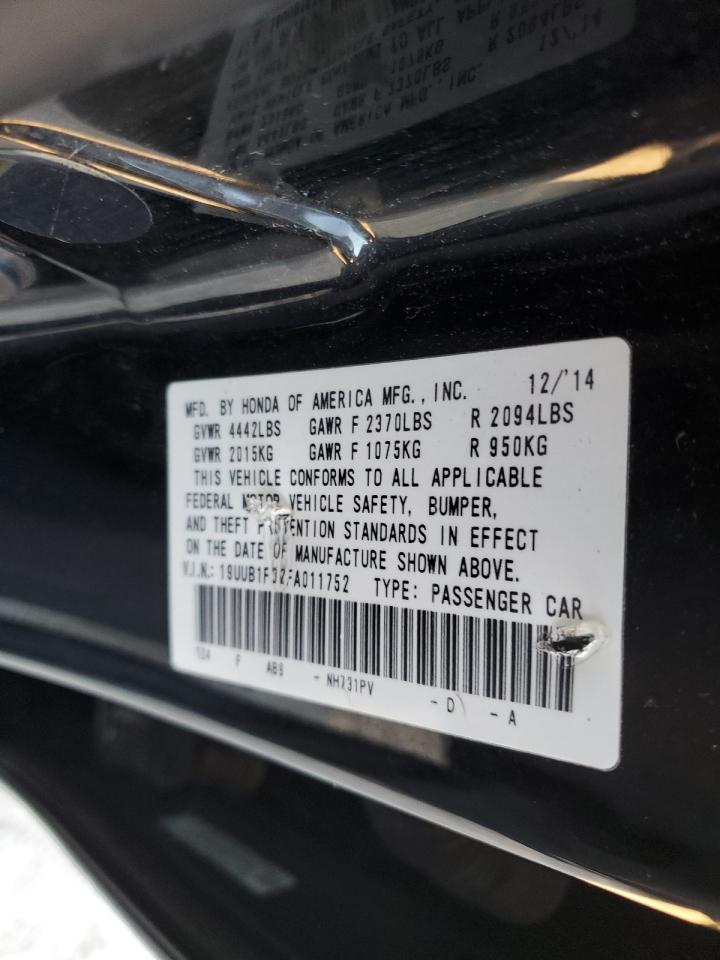 MFD. BY HONDA OF AMERICA MFG., INC. 12/'14
GVWR 4442LBS GAWR F 2370LBS R 2094LBS
GVWR 2015KG GAWR F 1075KG R 950KG
THIS VEHICLE CONFORMS TO ALL APPLICABLE
FEDERAL MOTOR VEHICLE SAFETY, BUMPER,
AND THEFT PREVENTION STANDARDS IN EFFECT
ON THE DATE OF MANUFACTURE SHOWN ABOVE.
V.I.N.: TYPE: PASSENGER CAR
F AB9 - NH731PV - D - A